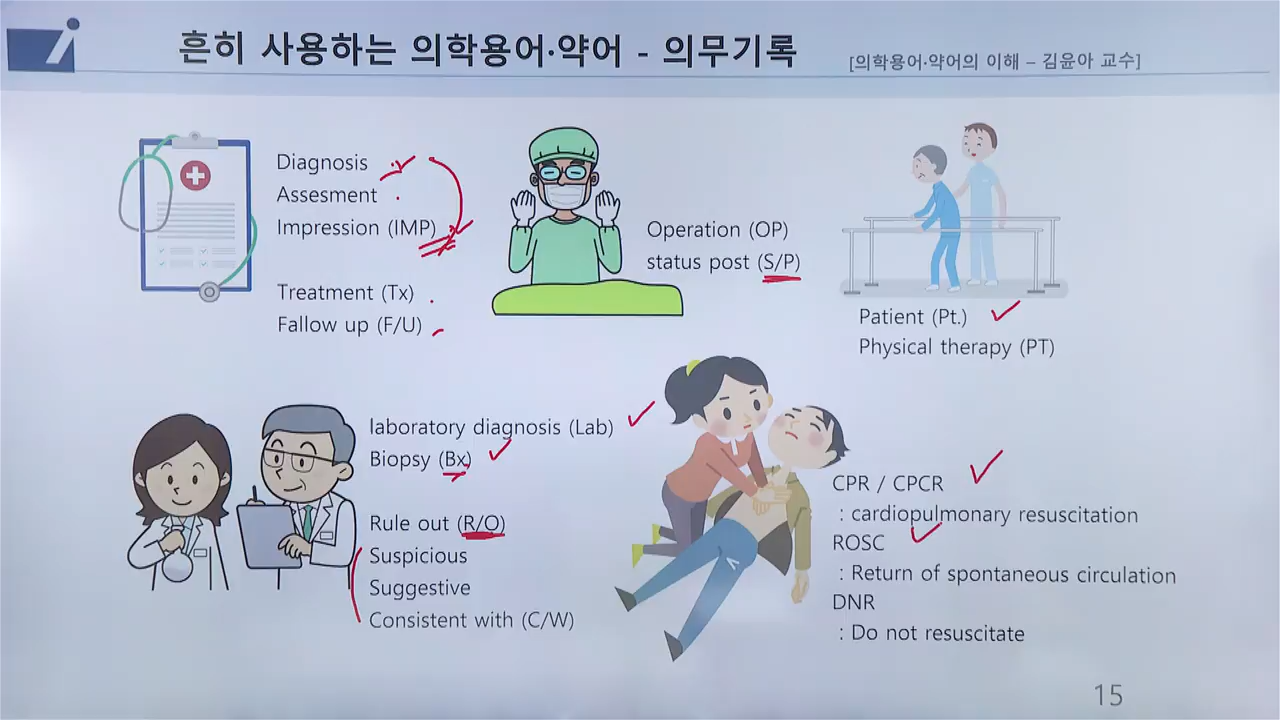 흔히 사용하는 의학용어·약어 - 의무기록
[의학용어·약어의 이해 – 김윤아 교수]
Diagnosis
Assesment
Impression (IMP)
Treatment (Tx)
Fallow up (F/U)
Operation (OP)
status post (S/P)
Patient (Pt.)
Physical therapy (PT)
laboratory diagnosis (Lab)
Biopsy (Bx)
Rule out (R/O)
Suspicious
Suggestive
Consistent with (C/W)
CPR / CPCR
: cardiopulmonary resuscitation
ROSC
: Return of spontaneous circulation
DNR
: Do not resuscitate
15